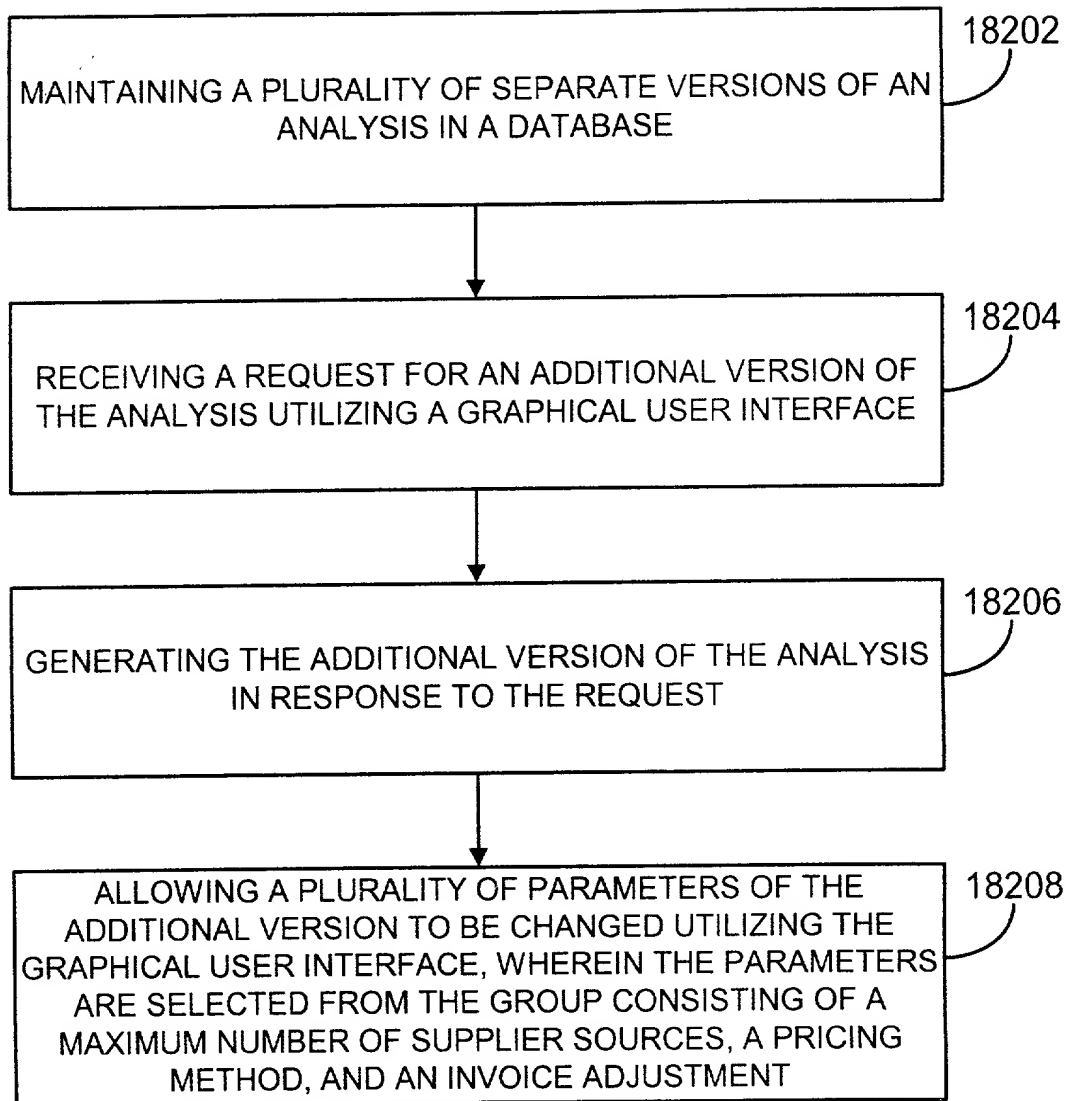 18202
MAINTAINING A PLURALITY OF SEPARATE VERSIONS OF AN
ANALYSIS IN A DATABASE
18204
RECEIVING A REQUEST FOR AN ADDITIONAL VERSION OF
THE ANALYSIS UTILIZING A GRAPHICAL USER INTERFACE
18206
GENERATING THE ADDITIONAL VERSION OF THE ANALYSIS
IN RESPONSE TO THE REQUEST
18208
ALLOWING A PLURALITY OF PARAMETERS OF THE
ADDITIONAL VERSION TO BE CHANGED UTILIZING THE
GRAPHICAL USER INTERFACE, WHEREIN THE PARAMETERS
ARE SELECTED FROM THE GROUP CONSISTING OF A
MAXIMUM NUMBER OF SUPPLIER SOURCES, A PRICING
METHOD, AND AN INVOICE ADJUSTMENT